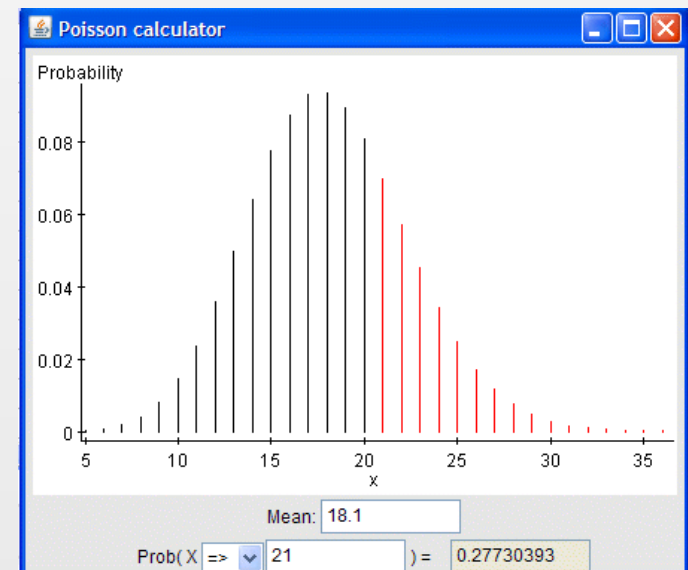 Poisson calculator
Probability
0.08
0.06
0.04
0.02
0
5 10 15 20 25 30 35
x
Mean: 18.1
Prob( X => 21 ) = 0.27730393